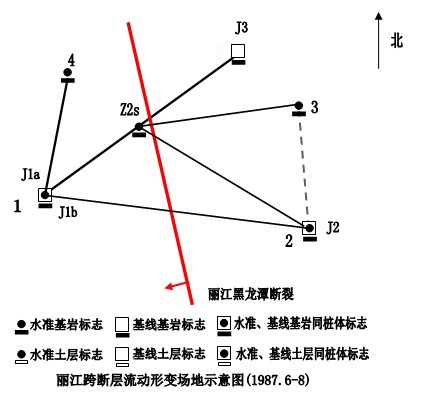 J3
北
4
Z2s
3
J1a
1
J1b
2
J2
丽江黑龙潭断裂
水准基岩标志
基线基岩标志
水准、基线基岩同桩体标志
水准土层标志
基线土层标志
水准、基线土层同桩体标志
丽江跨断层流动形变场地示意图(1987.6-8)